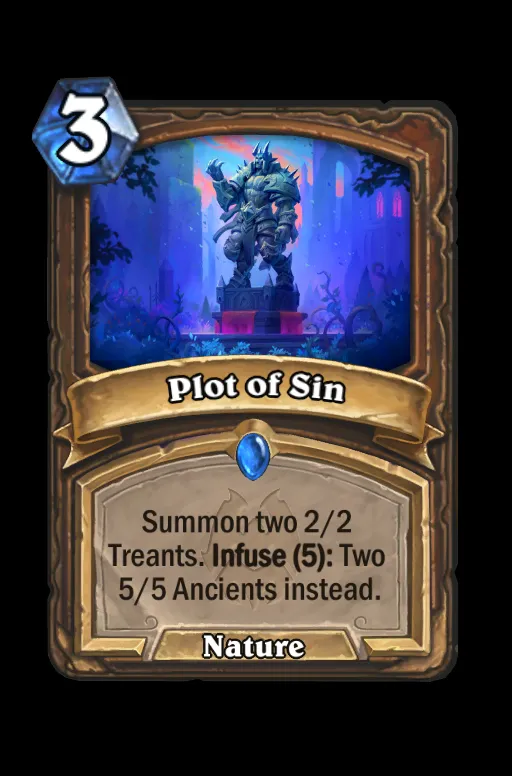 3
Plot of Sin
Summon two 2/2
Treants. Infuse (5): Two
5/5 Ancients instead.
Nature